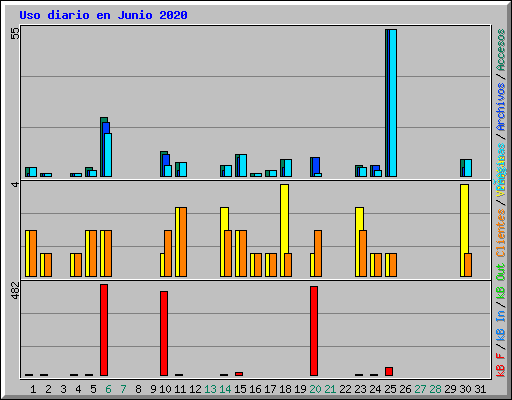 Uso diario en Junio 2020
55
4
482
Accesos
/ Archivos /
Clientes /
kB F / kB In / kB Out
1 2 3 4 5 6 7 8 9 10 11 12 13 14 15 16 17 18 19 20 21 22 23 24 25 26 27 28 29 30 31